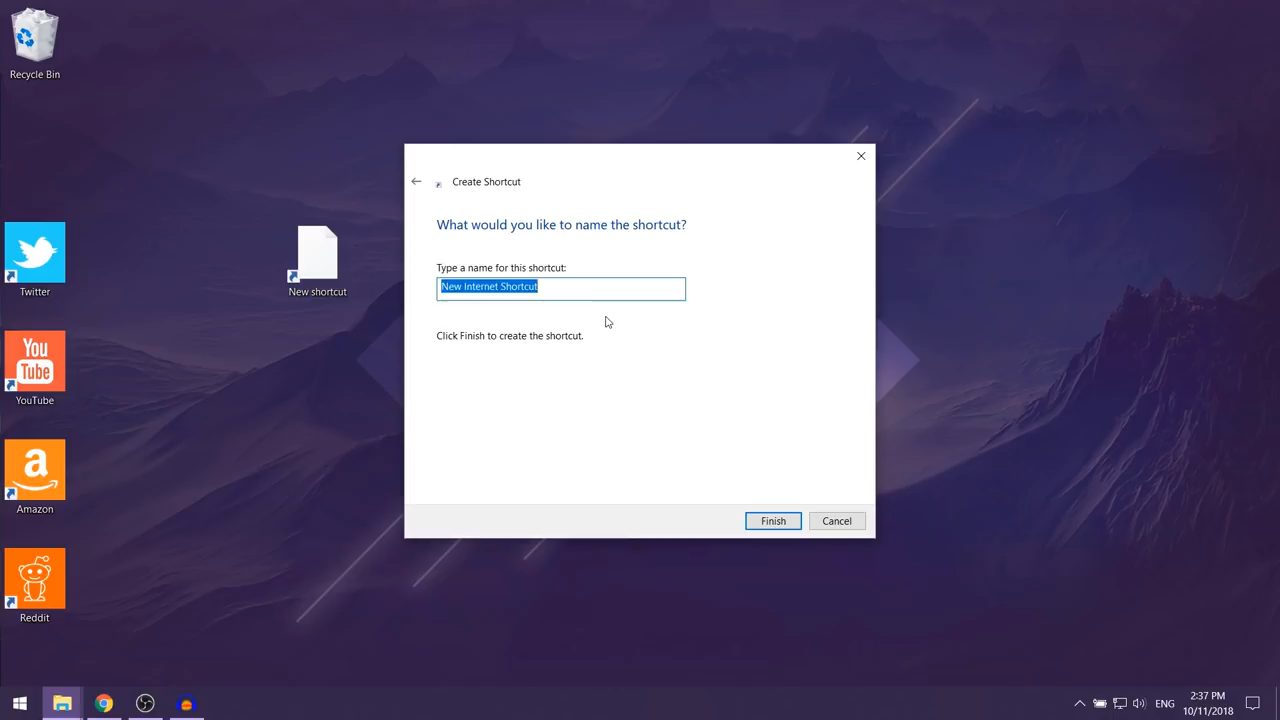 Recycle Bin
Twitter
You
Tube
YouTube
a
Amazon
Reddit
New shortcut
Create Shortcut
What would you like to name the shortcut?
Type a name for this shortcut:
New Internet Shortcut
Click Finish to create the shortcut.
Finish
Cancel
ENG
2:37 PM
10/11/2018